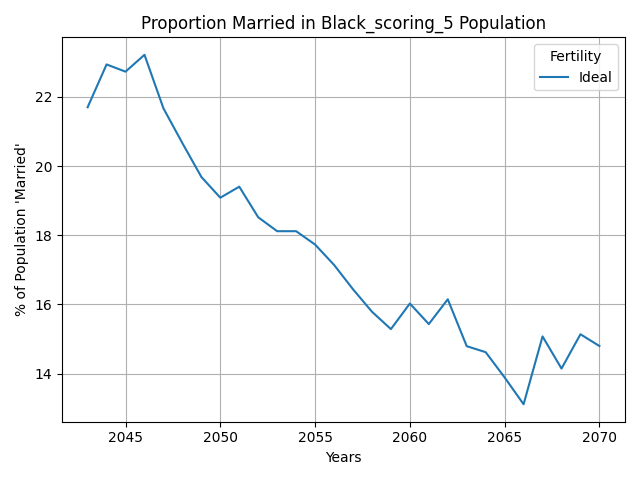 Proportion Married in Black_scoring_5 Population
Fertility
Ideal
% of Population 'Married'
22
20
18
16
14
2045
2050
2055
2060
2065
2070
Years